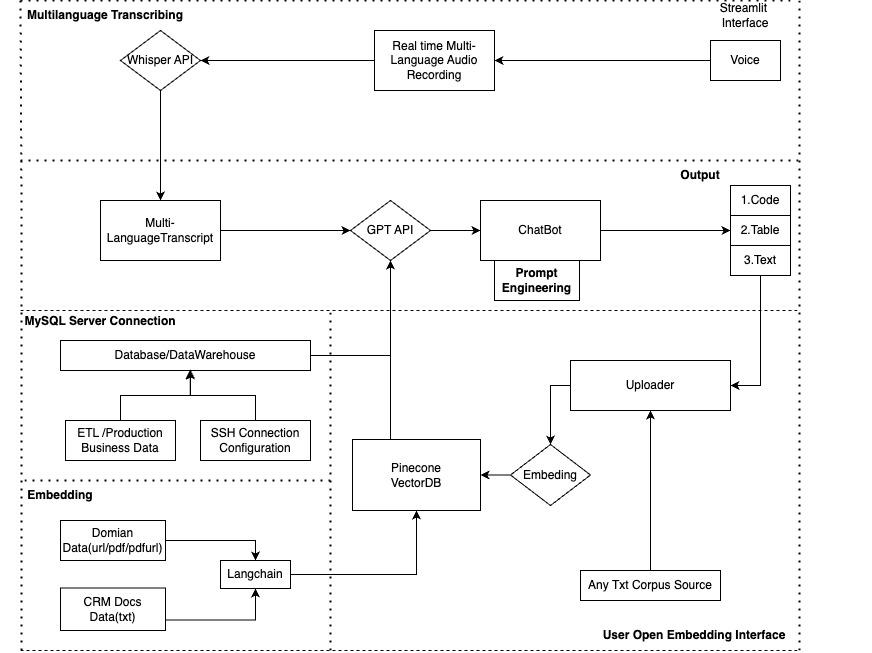 Multilanguage Transcribing
Streamlit
Interface
Whisper API
Real time Multi-
Language Audio
Recording
Voice
Output
Multi-
LanguageTranscript
GPT API
ChatBot
Prompt
Engineering
1.Code
2.Table
3.Text
MySQL Server Connection
Database/DataWarehouse
ETL /Production
Business Data
SSH Connection
Configuration
Uploader
Pinecone
VectorDB
Embeding
Embedding
Domian
Data(url/pdf/pdfurl)
Langchain
CRM Docs
Data(txt)
Any Txt Corpus Source
User Open Embedding Interface